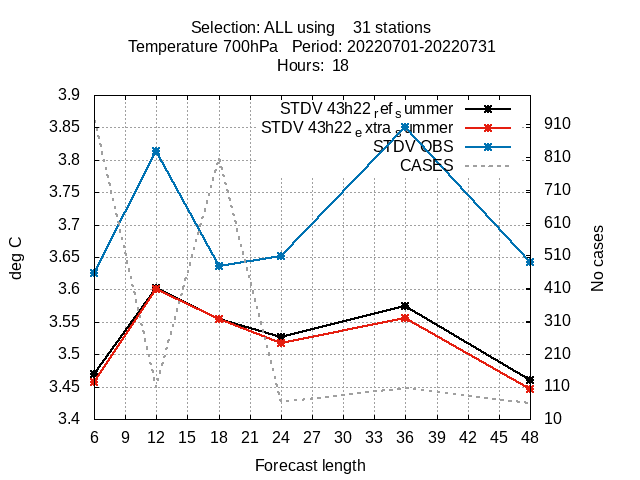 Selection: ALL using    31 stations
Temperature 700hPa   Period: 20220701-20220731
Hours:  18
3.9
3.85
3.8
3.75
3.7
3.65
3.6
3.55
3.5
3.45
3.4
deg C
STDV 43h22_ref_summer
STDV 43h22_extra_summer
STDV OBS
CASES
910
810
710
610
510
410
310
210
110
10
No cases
6 9 12 15 18 21 24 27 30 33 36 39 42 45 48
Forecast length